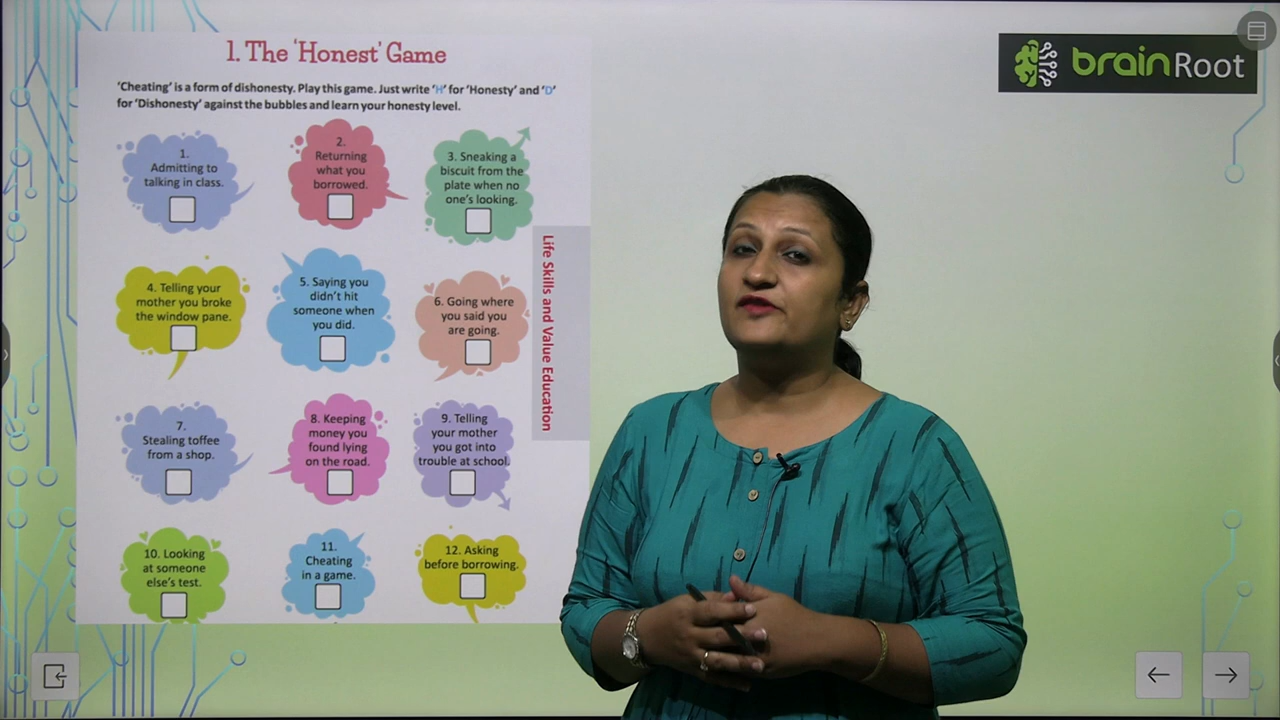 1. The 'Honest' Game
brainRoot
'Cheating' is a form of dishonesty. Play this game. Just write 'H' for 'Honesty' and 'D'
for 'Dishonesty' against the bubbles and learn your honesty level.
1.
Admitting to
talking in class.
2.
Returning
what you
borrowed.
3. Sneaking a
biscuit from the
plate when no
one's looking.
4. Telling your
mother you broke
the window pane.
5. Saying you
didn't hit
someone when
you did.
6. Going where
you said you
are going.
Life Skills and Value Education
7.
Stealing toffee
from a shop.
8. Keeping
money you
found lying
on the road.
9. Telling
your mother
you got into
trouble at school.
10. Looking
at someone
else's test.
11.
Cheating
in a game.
12. Asking
before borrowing.